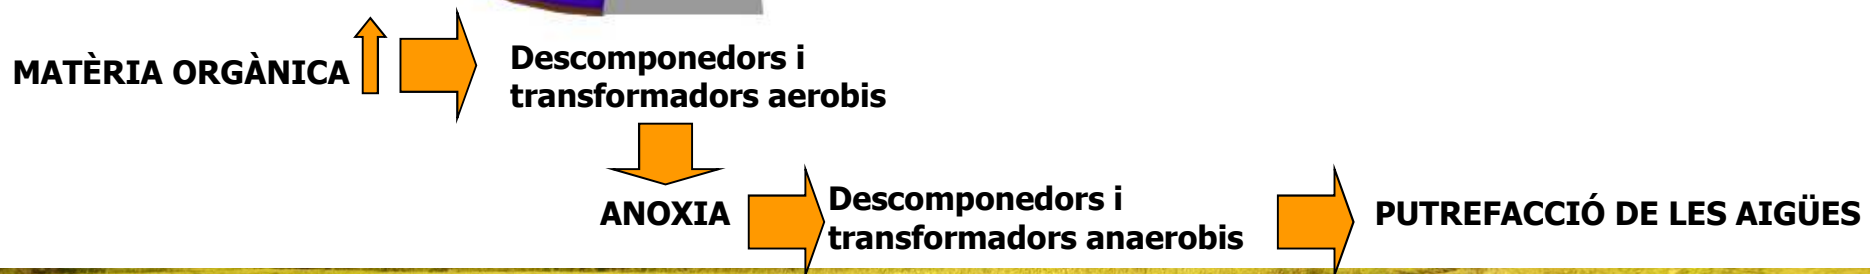 MATÈRIA ORGÀNICA
Descomponedors i
transformadors aerobis
ANOXIA
Descomponedors i
transformadors anaerobis
PUTREFACCIÓ DE LES AIGÜES